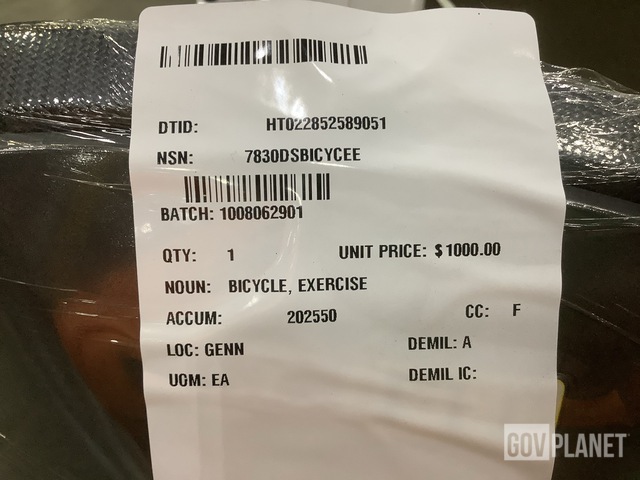 DTID: HT022852589051
NSN: 7830DSBICYCEE
BATCH: 1008062901
QTY: 1 UNIT PRICE: $1000.00
NOUN: BICYCLE, EXERCISE
ACCUM: 202550 CC: F
LOC: GENN DEMIL: A
UOM: EA DEMIL IC:
GOVPLANET